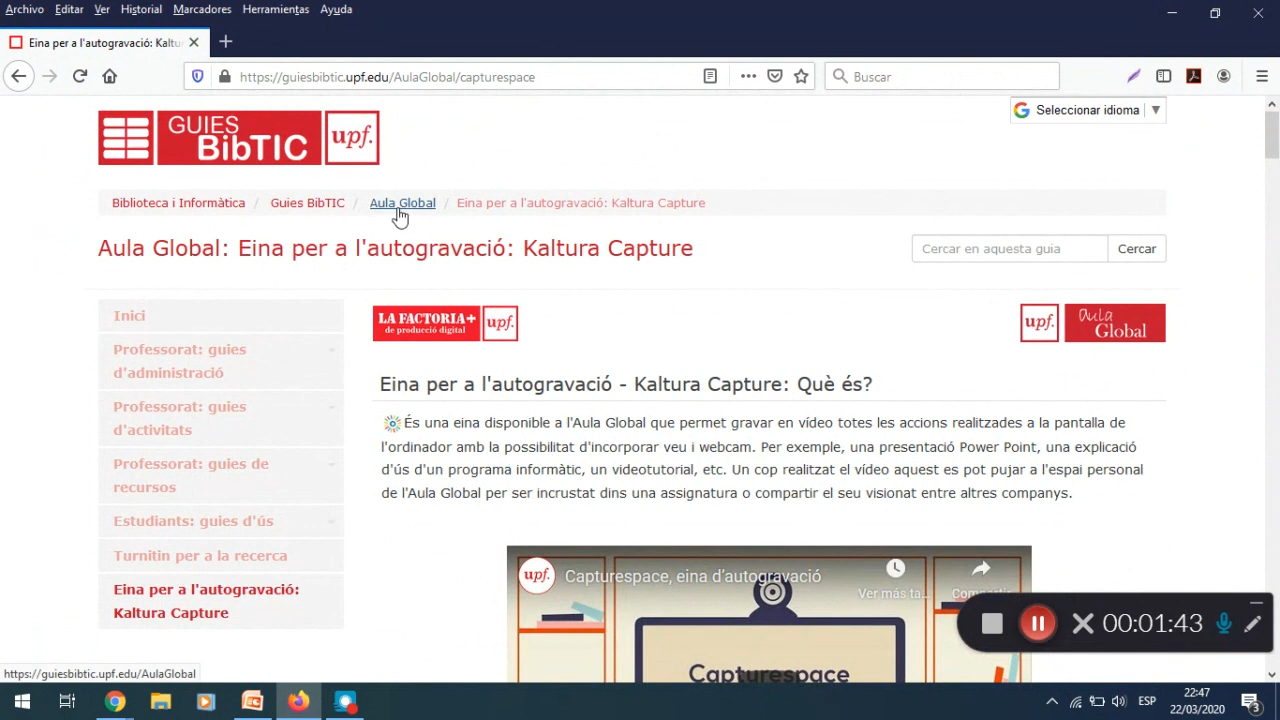 Archivo Editar Ver Historial Marcadores Herramientas Ayuda
Eina per a l'autogravació: Kaltu
https://guiesbibtic.upf.edu/AulaGlobal/capturespace
Buscar
Seleccionar idioma
GUIES
BibTIC
upf.
Biblioteca i Informàtica / Guies BibTIC / Aula Global / Eina per a l'autogravació: Kaltura Capture
Aula Global: Eina per a l'autogravació: Kaltura Capture
Cercar en aquesta guia
Cercar
Inici
Professorat: guies
d'administració
Professorat: guies
d'activitats
Professorat: guies de
recursos
Estudiants: guies d'ús
Turnitin per a la recerca
Eina per a l'autogravació:
Kaltura Capture
LA FACTORIA+
de producció digital
upf.
upf.
Aula
Global
Eina per a l'autogravació - Kaltura Capture: Què és?
És una eina disponible a l'Aula Global que permet gravar en vídeo totes les accions realitzades a la pantalla de
l'ordinador amb la possibilitat d'incorporar veu i webcam. Per exemple, una presentació Power Point, una explicació
d'ús d'un programa informàtic, un videotutorial, etc. Un cop realitzat el vídeo aquest es pot pujar a l'espai personal
de l'Aula Global per ser incrustat dins una assignatura o compartir el seu visionat entre altres companys.
upf.
Capturespace, eina d'autogravació
Ver más ta...
Capturespace
00:01:43
https://guiesbibtic.upf.edu/AulaGlobal
ESP
22:47
22/03/2020
3